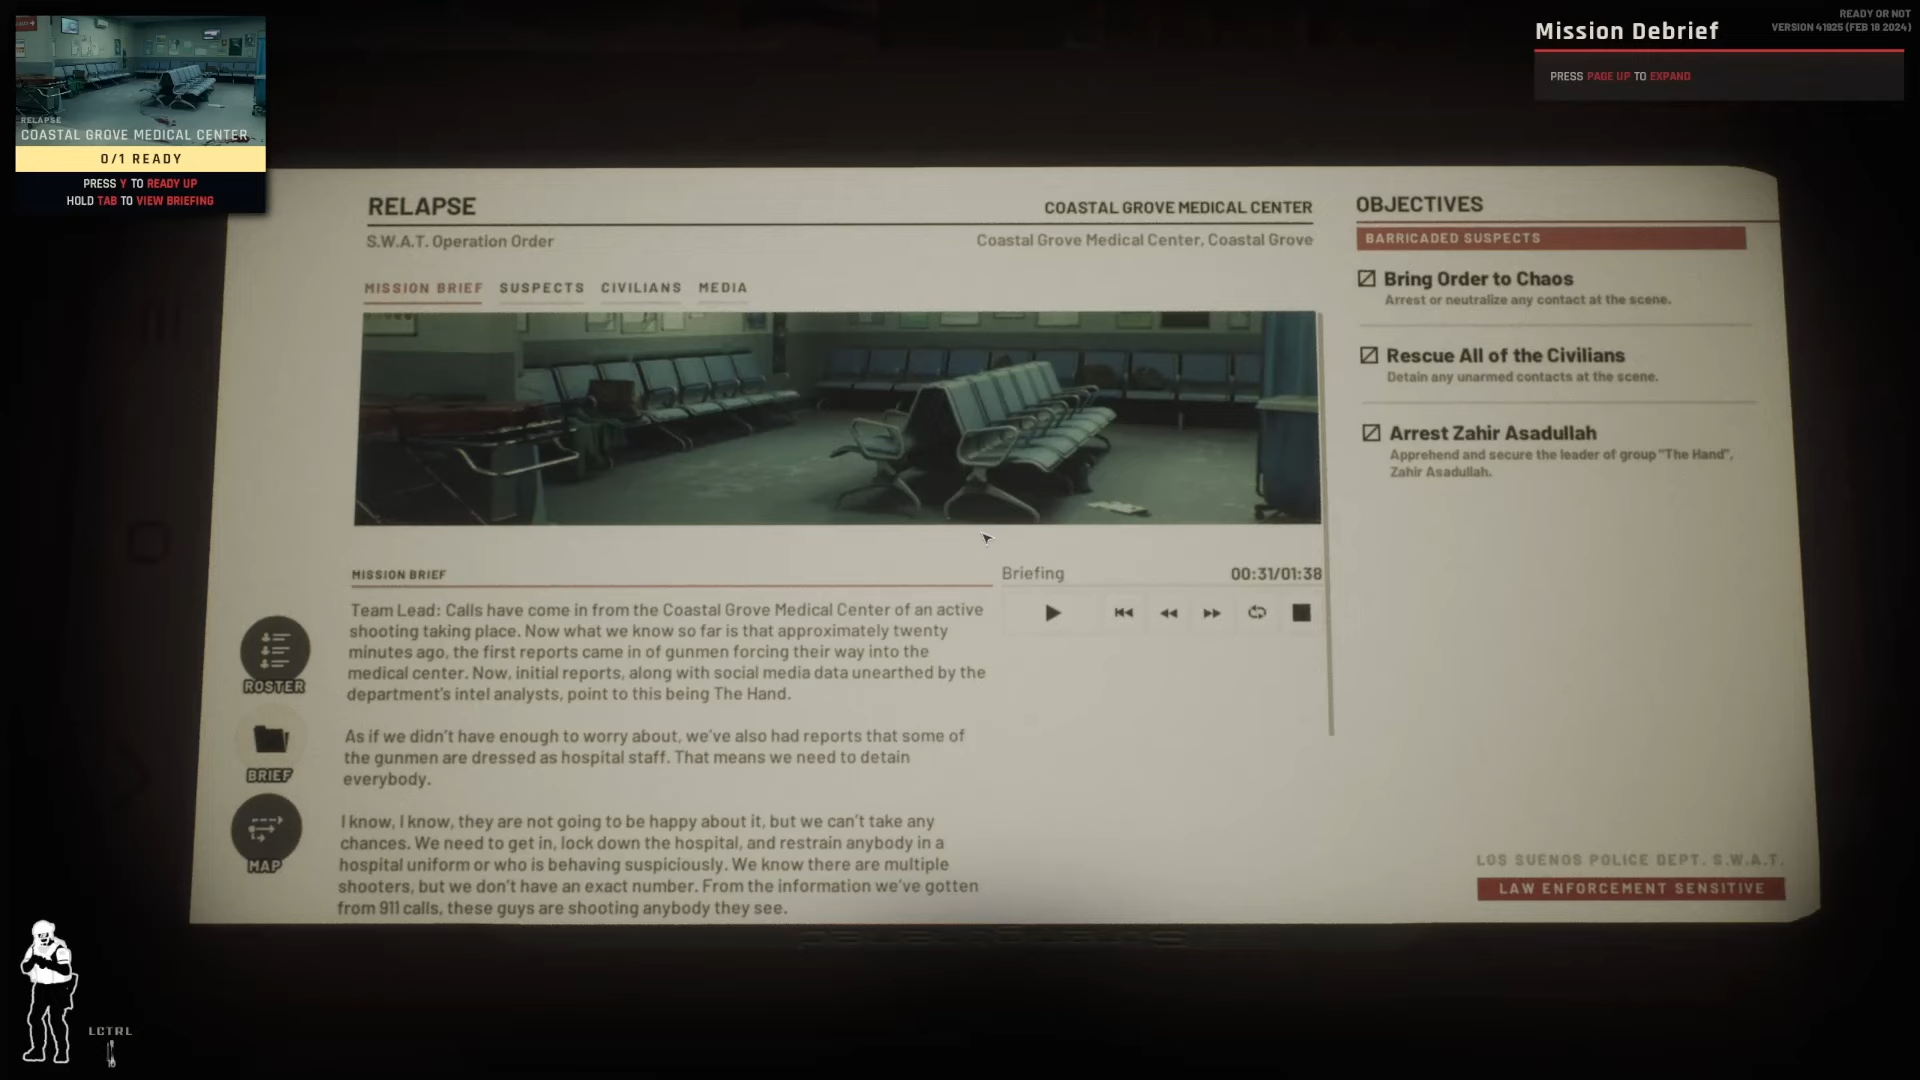 RELAPSE
COASTAL GROVE MEDICAL CENTER
0/1 READY
PRESS Y TO READY UP
HOLD TAB TO VIEW BRIEFING
READY OR NOT
VERSION 41925 (FEB 18 2024)
Mission Debrief
PRESS PAGE UP TO EXPAND
RELAPSE
COASTAL GROVE MEDICAL CENTER
S.W.A.T. Operation Order
Coastal Grove Medical Center, Coastal Grove
MISSION BRIEF SUSPECTS CIVILIANS MEDIA
MISSION BRIEF
Team Lead: Calls have come in from the Coastal Grove Medical Center of an active
shooting taking place. Now what we know so far is that approximately twenty
minutes ago, the first reports came in of gunmen forcing their way into the
medical center. Now, initial reports, along with social media data unearthed by the
department's intel analysts, point to this being The Hand.
As if we didn't have enough to worry about, we've also had reports that some of
the gunmen are dressed as hospital staff. That means we need to detain
everybody.
I know, I know, they are not going to be happy about it, but we can't take any
chances. We need to get in, lock down the hospital, and restrain anybody in a
hospital uniform or who is behaving suspiciously. We know there are multiple
shooters, but we don't have an exact number. From the information we've gotten
from 911 calls, these guys are shooting anybody they see.
Briefing 00:31/01:38
OBJECTIVES
BARRICADED SUSPECTS
Bring Order to Chaos
Arrest or neutralize any contact at the scene.
Rescue All of the Civilians
Detain any unarmed contacts at the scene.
Arrest Zahir Asadullah
Apprehend and secure the leader of group "The Hand",
Zahir Asadullah.
ROSTER
BRIEF
MAP
LOS SUENOS POLICE DEPT. S.W.A.T.
LAW ENFORCEMENT SENSITIVE
LCTRL